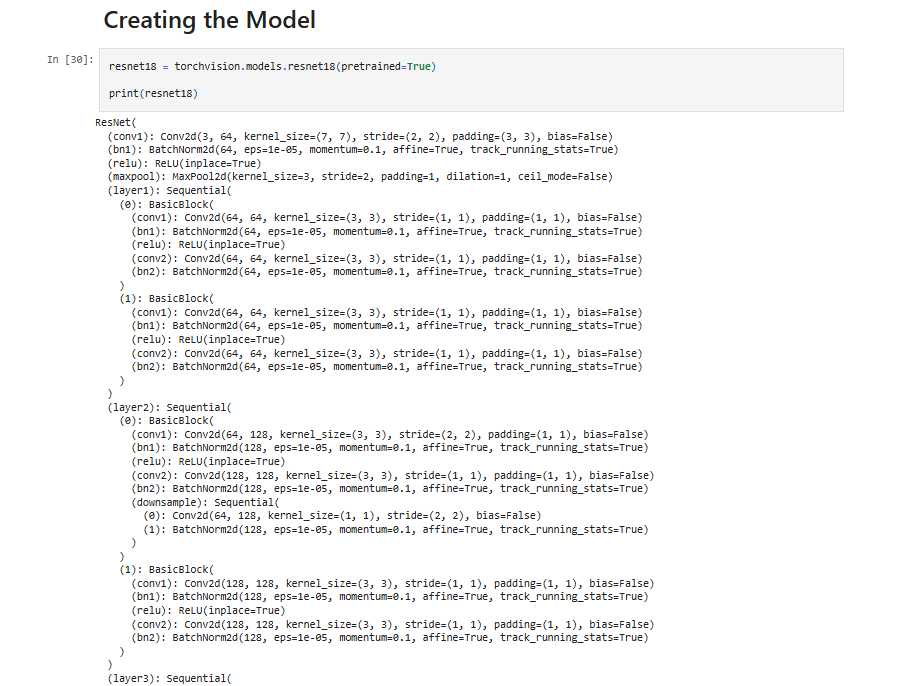 Creating the Model
In [30]:
resnet18 = torchvision.models.resnet18(pretrained=True)
print(resnet18)
ResNet(
(conv1): Conv2d(3, 64, kernel_size=(7, 7), stride=(2, 2), padding=(3, 3), bias=False)
(bn1): BatchNorm2d(64, eps=1e-05, momentum=0.1, affine=True, track_running_stats=True)
(relu): ReLU(inplace=True)
(maxpool): MaxPool2d(kernel_size=3, stride=2, padding=1, dilation=1, ceil_mode=False)
(layer1): Sequential(
(0): BasicBlock(
(conv1): Conv2d(64, 64, kernel_size=(3, 3), stride=(1, 1), padding=(1, 1), bias=False)
(bn1): BatchNorm2d(64, eps=1e-05, momentum=0.1, affine=True, track_running_stats=True)
(relu): ReLU(inplace=True)
(conv2): Conv2d(64, 64, kernel_size=(3, 3), stride=(1, 1), padding=(1, 1), bias=False)
(bn2): BatchNorm2d(64, eps=1e-05, momentum=0.1, affine=True, track_running_stats=True)
)
(1): BasicBlock(
(conv1): Conv2d(64, 64, kernel_size=(3, 3), stride=(1, 1), padding=(1, 1), bias=False)
(bn1): BatchNorm2d(64, eps=1e-05, momentum=0.1, affine=True, track_running_stats=True)
(relu): ReLU(inplace=True)
(conv2): Conv2d(64, 64, kernel_size=(3, 3), stride=(1, 1), padding=(1, 1), bias=False)
(bn2): BatchNorm2d(64, eps=1e-05, momentum=0.1, affine=True, track_running_stats=True)
)
)
(layer2): Sequential(
(0): BasicBlock(
(conv1): Conv2d(64, 128, kernel_size=(3, 3), stride=(2, 2), padding=(1, 1), bias=False)
(bn1): BatchNorm2d(128, eps=1e-05, momentum=0.1, affine=True, track_running_stats=True)
(relu): ReLU(inplace=True)
(conv2): Conv2d(128, 128, kernel_size=(3, 3), stride=(1, 1), padding=(1, 1), bias=False)
(bn2): BatchNorm2d(128, eps=1e-05, momentum=0.1, affine=True, track_running_stats=True)
(downsample): Sequential(
(0): Conv2d(64, 128, kernel_size=(1, 1), stride=(2, 2), bias=False)
(1): BatchNorm2d(128, eps=1e-05, momentum=0.1, affine=True, track_running_stats=True)
)
)
(1): BasicBlock(
(conv1): Conv2d(128, 128, kernel_size=(3, 3), stride=(1, 1), padding=(1, 1), bias=False)
(bn1): BatchNorm2d(128, eps=1e-05, momentum=0.1, affine=True, track_running_stats=True)
(relu): ReLU(inplace=True)
(conv2): Conv2d(128, 128, kernel_size=(3, 3), stride=(1, 1), padding=(1, 1), bias=False)
(bn2): BatchNorm2d(128, eps=1e-05, momentum=0.1, affine=True, track_running_stats=True)
)
)
(layer3): Sequential(